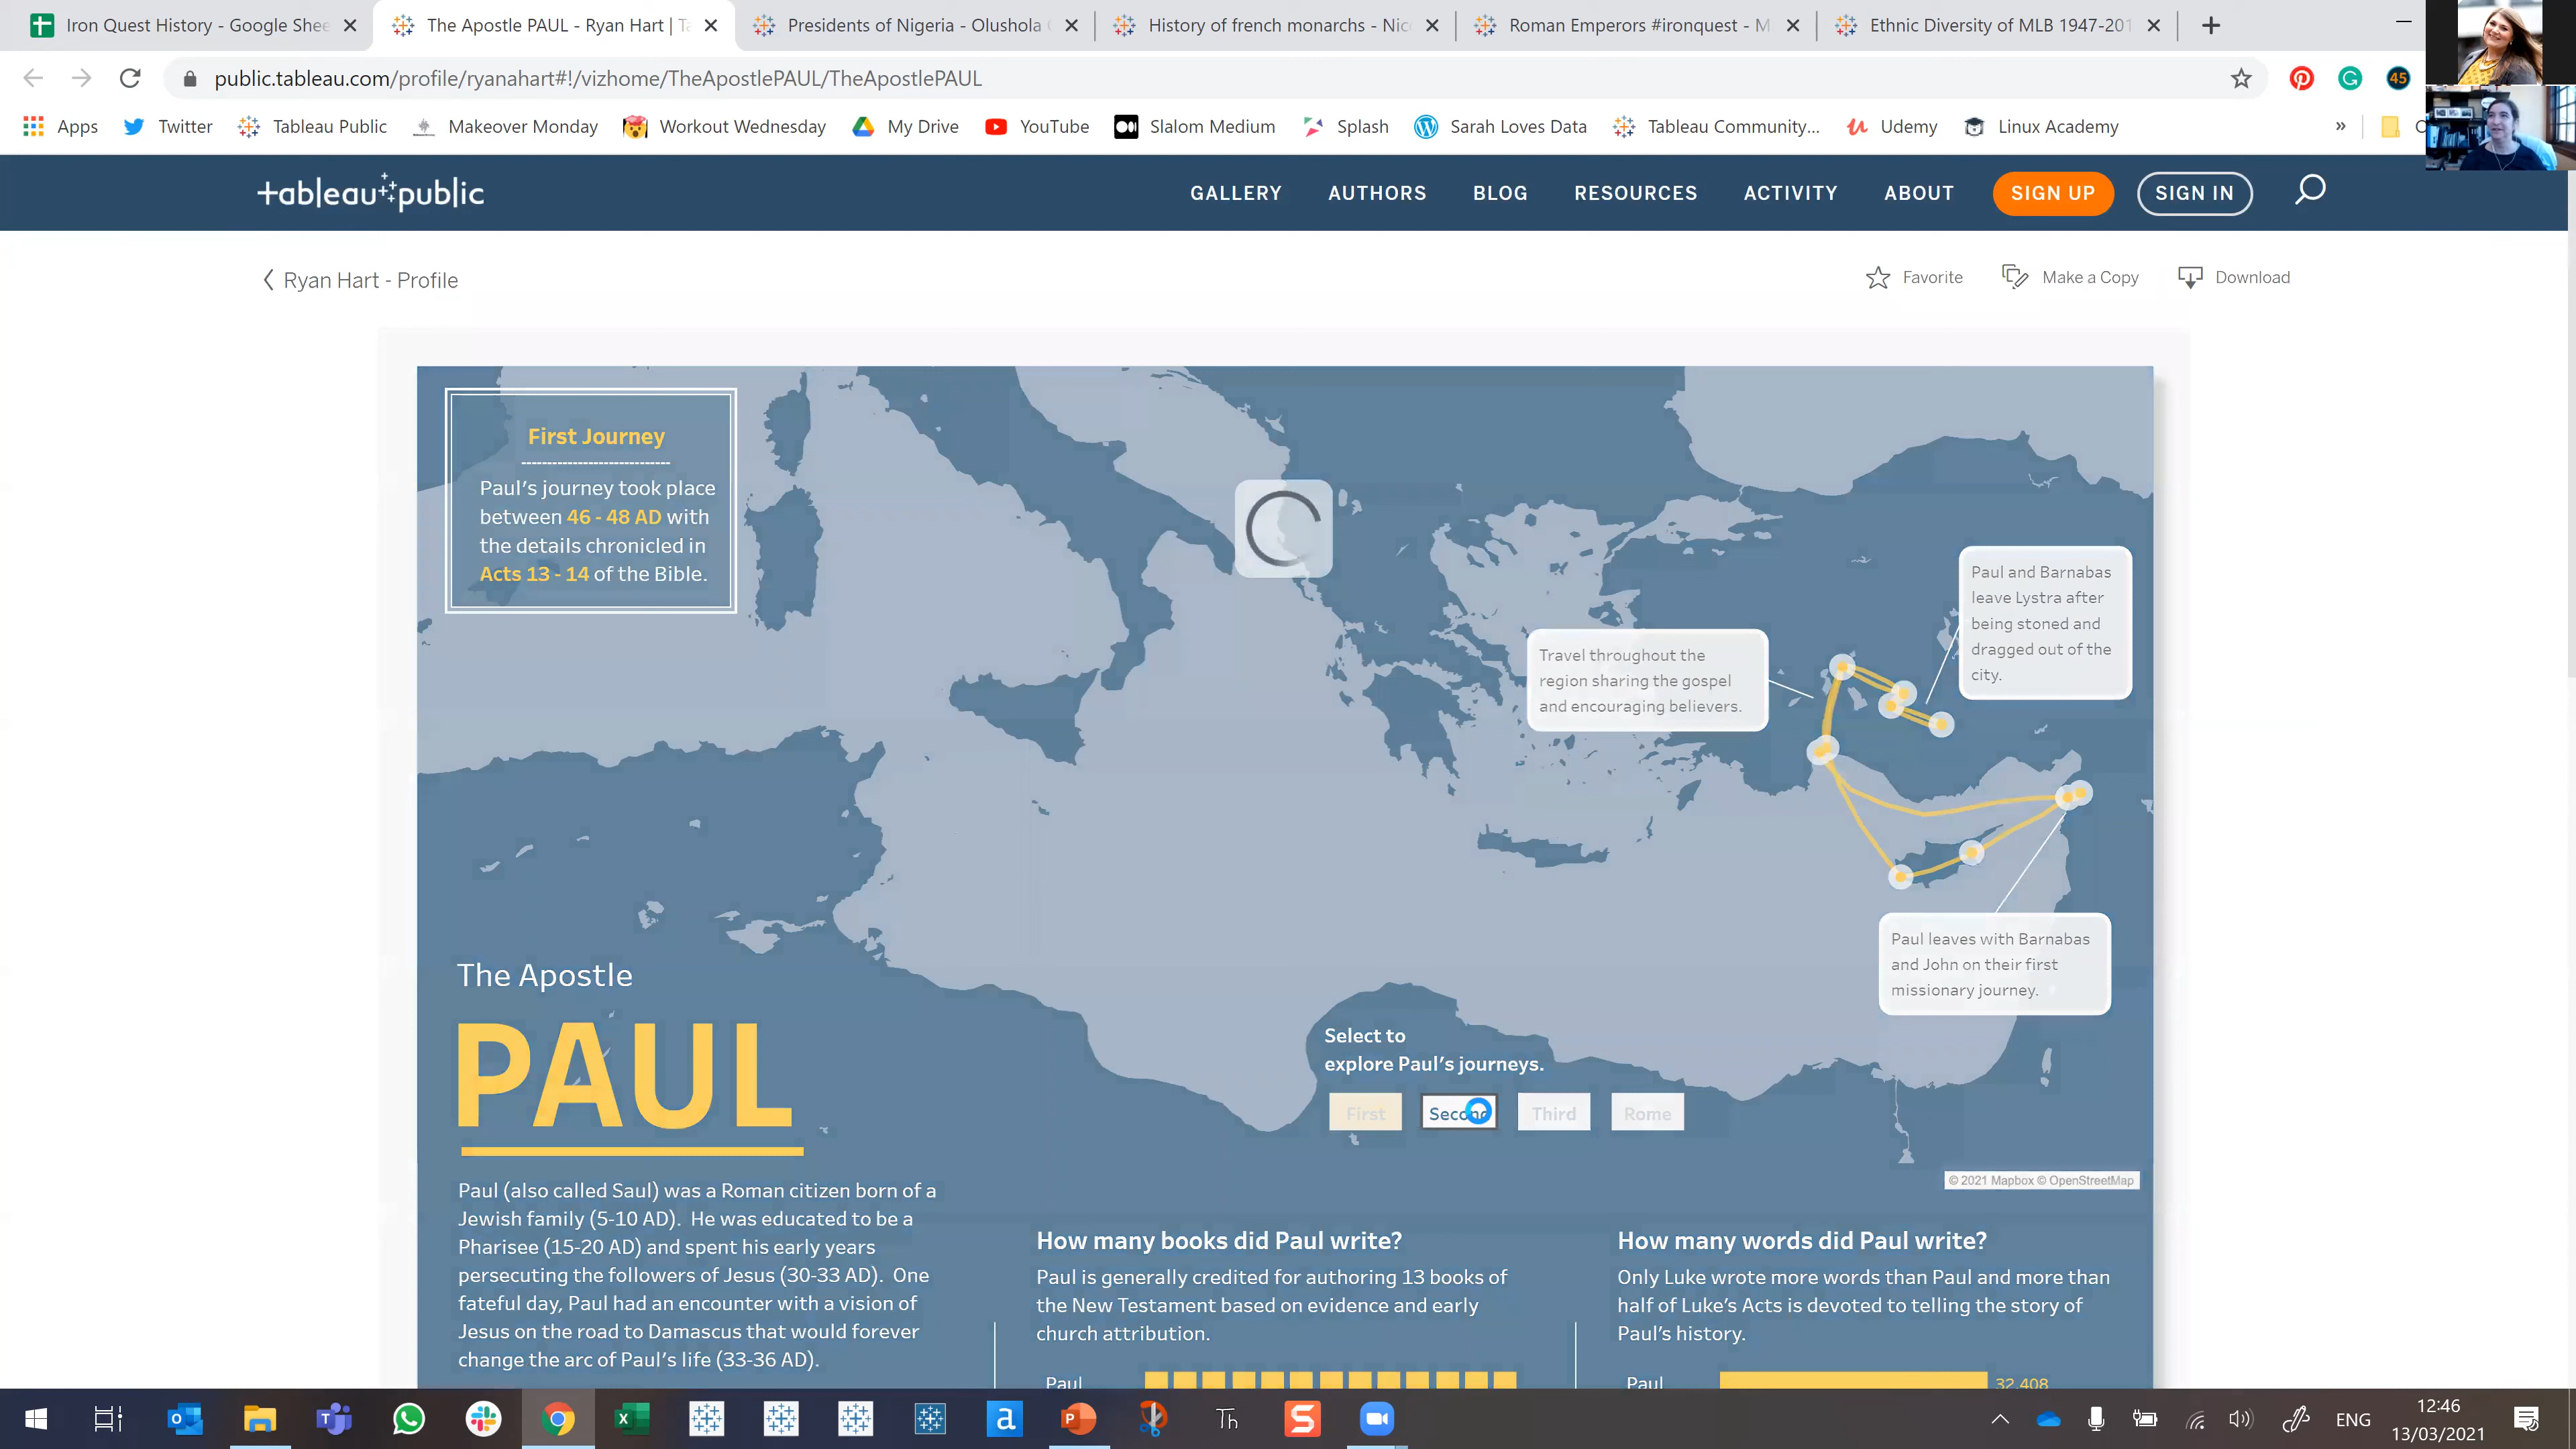 Iron Quest History - Google Shee
The Apostle PAUL - Ryan Hart | Ta
Presidents of Nigeria - Olushola
History of french monarchs - Nic
Roman Emperors #ironquest - M
Ethnic Diversity of MLB 1947-201
public.tableau.com/profile/ryanahart#!/vizhome/TheApostlePAUL/TheApostlePAUL
45
Apps
Twitter
Tableau Public
Makeover Monday
Workout Wednesday
My Drive
YouTube
Slalom Medium
Splash
Sarah Loves Data
Tableau Community...
Udemy
Linux Academy
»
tableau public
GALLERY
AUTHORS
BLOG
RESOURCES
ACTIVITY
ABOUT
SIGN UP
SIGN IN
Ryan Hart - Profile
Favorite
Make a Copy
Download
First Journey
Paul's journey took place
between 46 - 48 AD with
the details chronicled in
Acts 13 - 14 of the Bible.
Paul and Barnabas
leave Lystra after
being stoned and
dragged out of the
city.
Travel throughout the
region sharing the gospel
and encouraging believers.
Paul leaves with Barnabas
and John on their first
missionary journey.
The Apostle
PAUL
Select to
explore Paul's journeys.
First
Second
Third
Rome
© 2021 Mapbox © OpenStreetMap
Paul (also called Saul) was a Roman citizen born of a
Jewish family (5-10 AD). He was educated to be a
Pharisee (15-20 AD) and spent his early years
persecuting the followers of Jesus (30-33 AD). One
fateful day, Paul had an encounter with a vision of
Jesus on the road to Damascus that would forever
change the arc of Paul's life (33-36 AD).
How many books did Paul write?
Paul is generally credited for authoring 13 books of
the New Testament based on evidence and early
church attribution.
Paul
How many words did Paul write?
Only Luke wrote more words than Paul and more than
half of Luke's Acts is devoted to telling the story of
Paul's history.
Paul
32,408
Th
ENG
12:46
13/03/2021